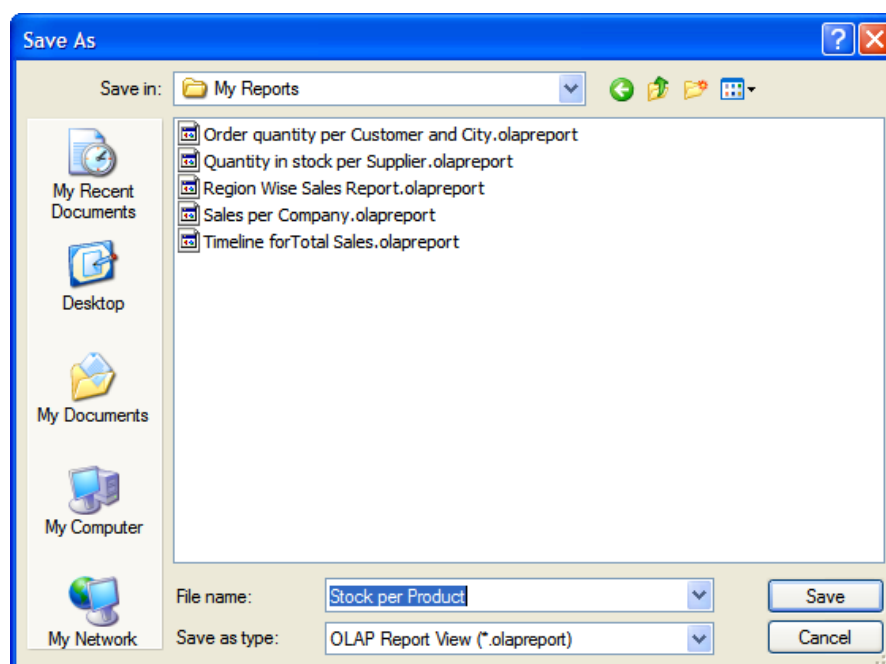 Save As
Save in:
My Reports
Order quantity per Customer and City.olapreport
Quantity in stock per Supplier.olapreport
Region Wise Sales Report.olapreport
Sales per Company.olapreport
Timeline forTotal Sales.olapreport
My Recent
Documents
Desktop
My Documents
My Computer
My Network
File name:
Stock per Product
Save
Save as type:
OLAP Report View (*.olapreport)
Cancel